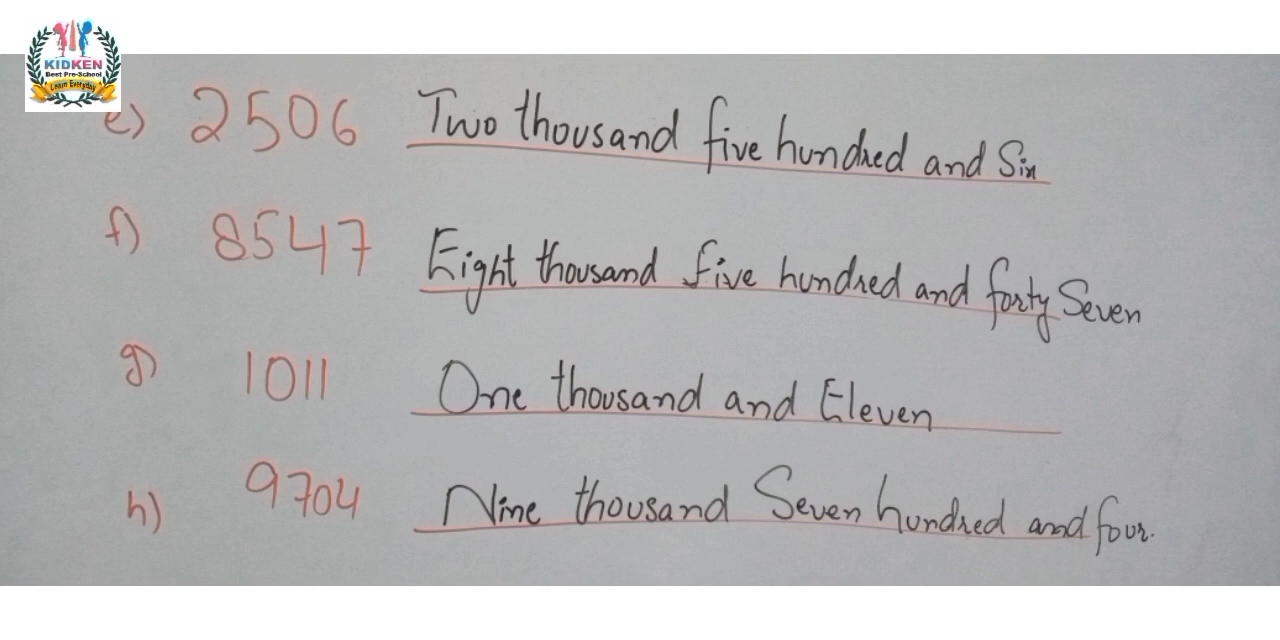 KIDKEN
Best Pre-School
Learn Everyday
e) 2506 Two thousand five hundred and Six
f) 8547 Eight thousand five hundred and forty Seven
g) 1011 One thousand and Eleven
h) 9704 Nine thousand Seven hundred and four.